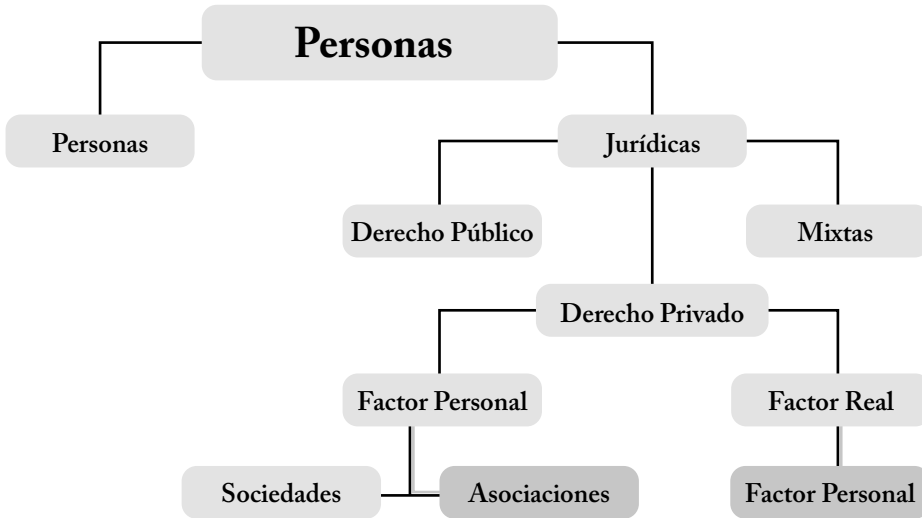 Personas
Personas
Jurídicas
Derecho Público
Mixtas
Derecho Privado
Factor Personal
Factor Real
Sociedades
Asociaciones
Factor Personal